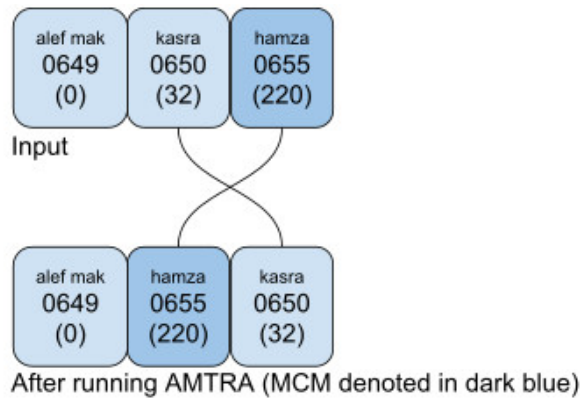 alef mak kasra hamza
0649 0650 0655
(0) (32) (220)
Input
alef mak hamza kasra
0649 0655 0650
(0) (220) (32)
After running AMTRA (MCM denoted in dark blue)